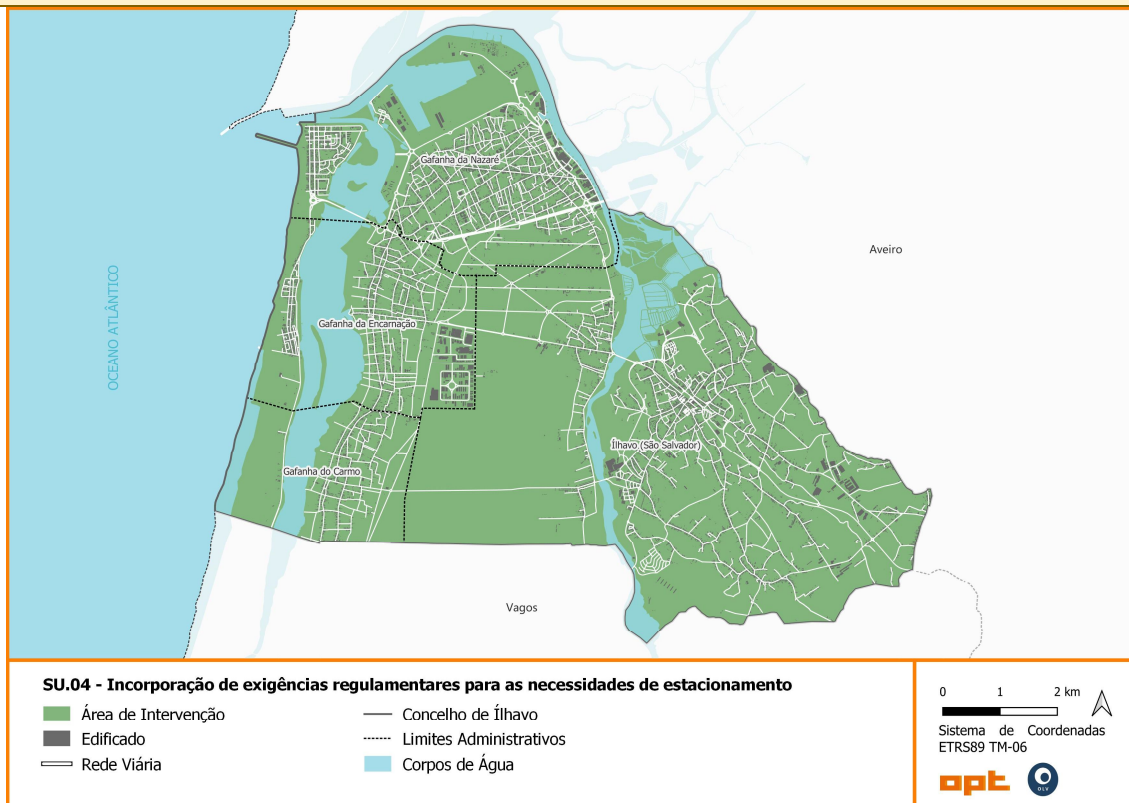 Gafanha da Nazaré
Aveiro
OCEANO ATLÂNTICO
Gafanha da Encarnação
Ílhavo (São Salvador)
Gafanha do Carmo
Vagos
SU.04 - Incorporação de exigências regulamentares para as necessidades de estacionamento
Área de Intervenção
Edificado
Rede Viária
Concelho de Ílhavo
Limites Administrativos
Corpos de Água
0 1 2 km
Sistema de Coordenadas
ETRS89 TM-06
opt
OLV